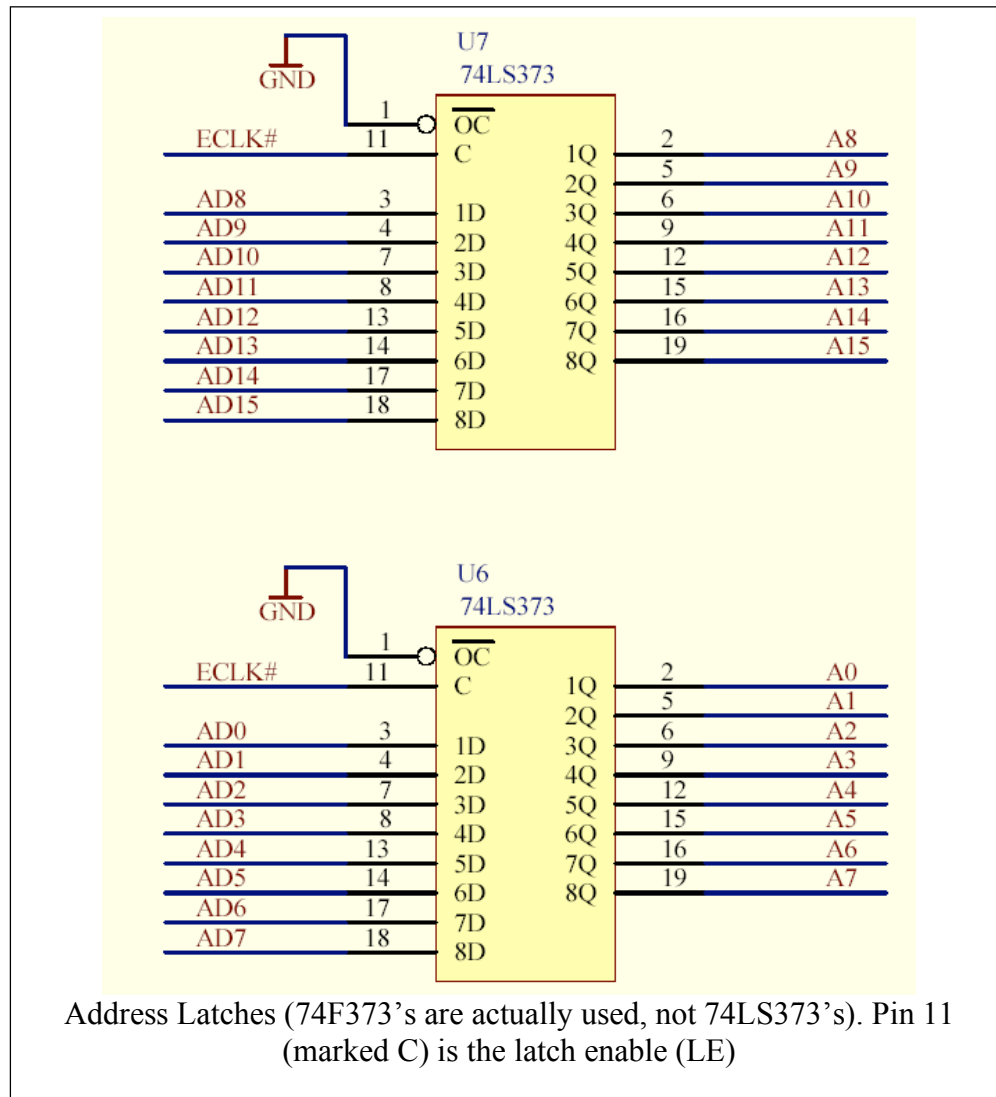 U7
74LS373
GND
1
OC
ECLK#
11
C
1Q
2
A8
2Q
5
A9
AD8
3
1D
3Q
6
A10
AD9
4
2D
4Q
9
A11
AD10
7
3D
5Q
12
A12
AD11
8
4D
6Q
15
A13
AD12
13
5D
7Q
16
A14
AD13
14
6D
8Q
19
A15
AD14
17
7D
AD15
18
8D
U6
74LS373
GND
1
OC
ECLK#
11
C
1Q
2
A0
2Q
5
A1
AD0
3
1D
3Q
6
A2
AD1
4
2D
4Q
9
A3
AD2
7
3D
5Q
12
A4
AD3
8
4D
6Q
15
A5
AD4
13
5D
7Q
16
A6
AD5
14
6D
8Q
19
A7
AD6
17
7D
AD7
18
8D
Address Latches (74F373’s are actually used, not 74LS373’s). Pin 11
(marked C) is the latch enable (LE)